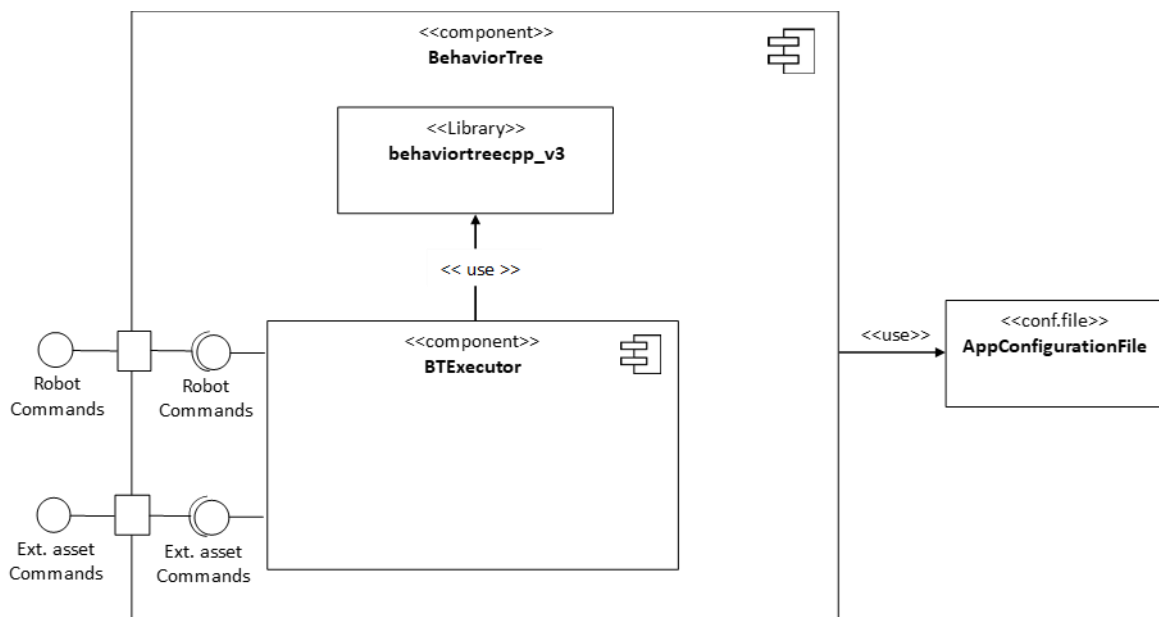 <<component>>
BehaviorTree
<<Library>>
behaviortreecpp_v3
<< use >>
<<component>>
BTExecutor
<<use>>
<<conf.file>>
AppConfigurationFile
Robot
Commands
Robot
Commands
Ext. asset
Commands
Ext. asset
Commands